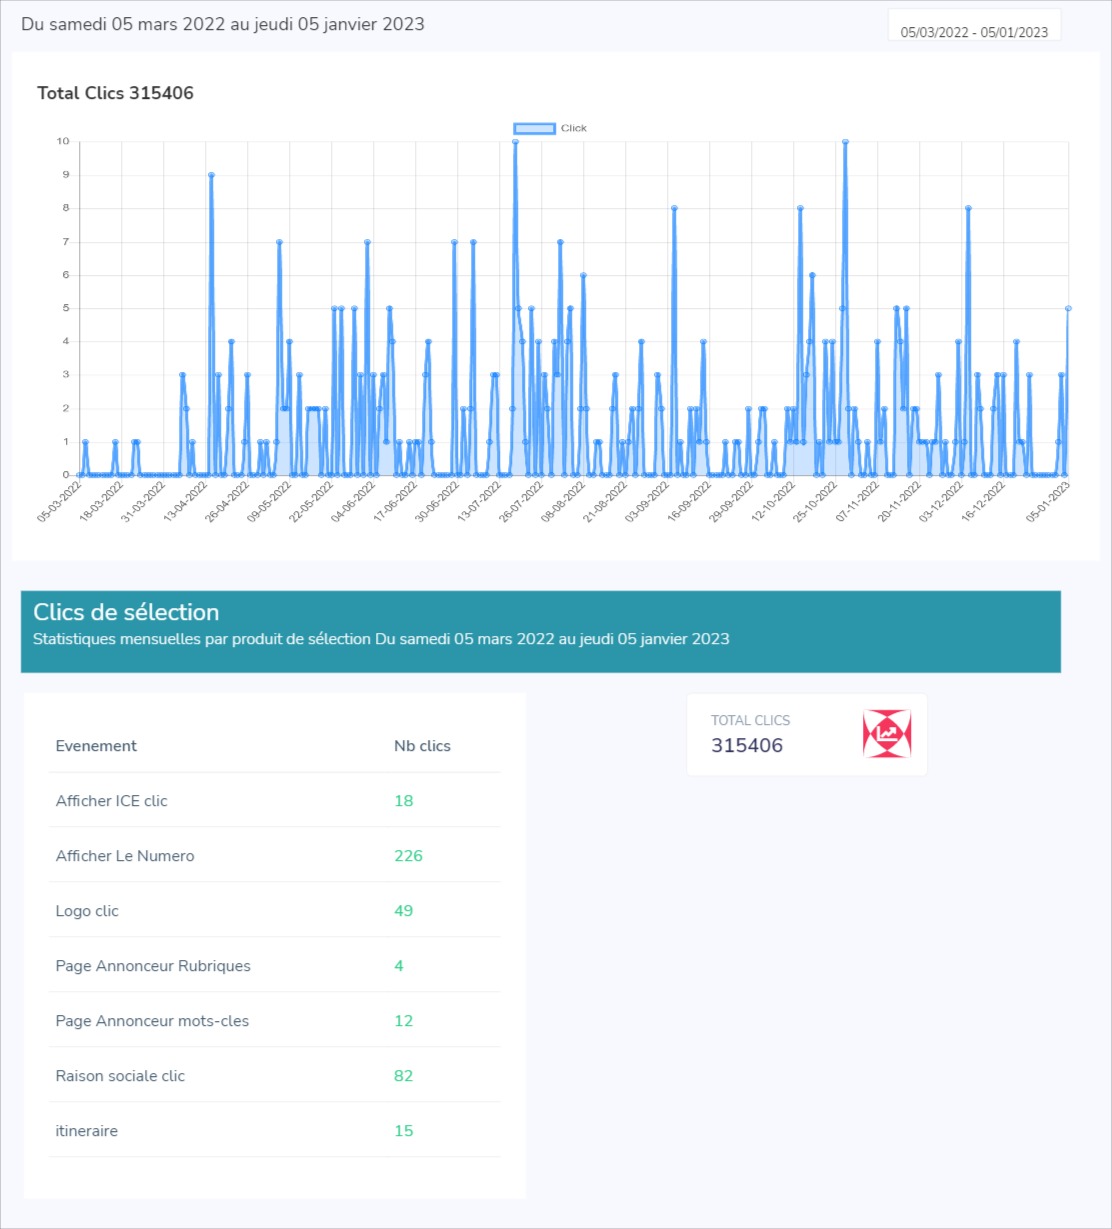 Du samedi 05 mars 2022 au jeudi 05 janvier 2023
05/03/2022 - 05/01/2023
Total Clics 315406
Click
10
9
8
7
6
5
4
3
2
1
0
05-03-2022
18-03-2022
31-03-2022
13-04-2022
26-04-2022
09-05-2022
22-05-2022
04-06-2022
17-06-2022
30-06-2022
13-07-2022
26-07-2022
08-08-2022
21-08-2022
03-09-2022
16-09-2022
29-09-2022
12-10-2022
25-10-2022
07-11-2022
20-11-2022
03-12-2022
16-12-2022
05-01-2023
Clics de sélection
Statistiques mensuelles par produit de sélection Du samedi 05 mars 2022 au jeudi 05 janvier 2023
TOTAL CLICS
315406
Evenement Nb clics
Afficher ICE clic 18
Afficher Le Numero 226
Logo clic 49
Page Annonceur Rubriques 4
Page Annonceur mots-cles 12
Raison sociale clic 82
itineraire 15